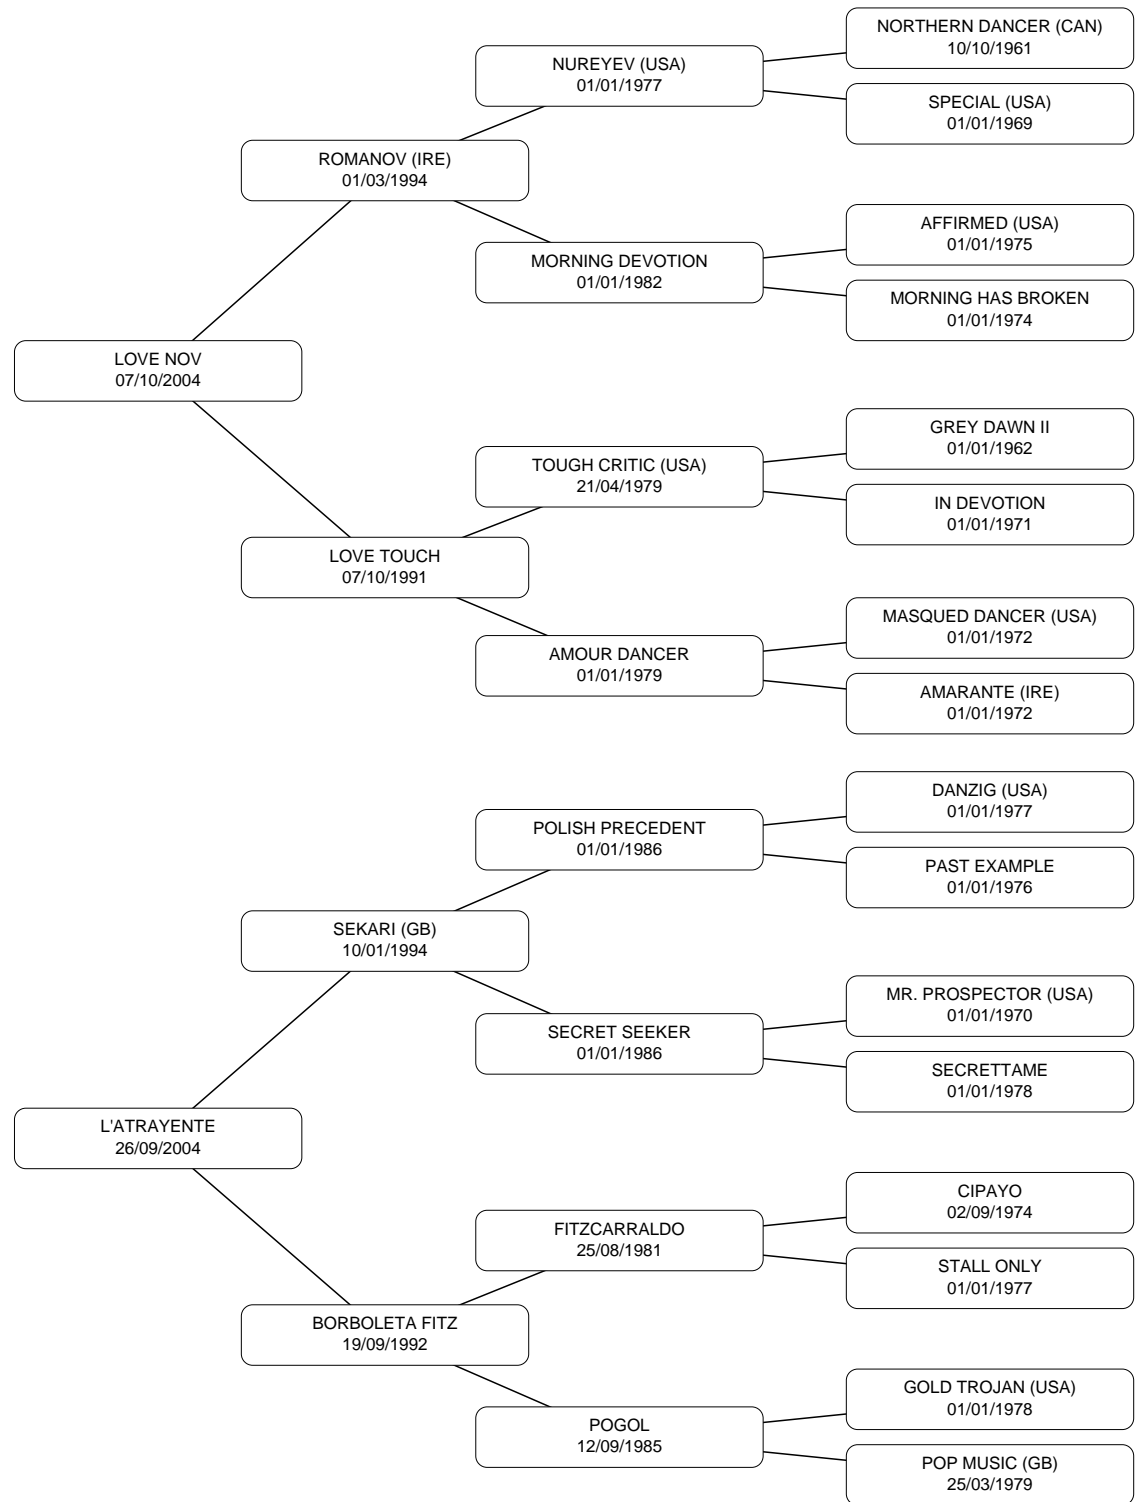 NORTHERN DANCER (CAN)
10/10/1961
NUREYEV (USA)
01/01/1977
SPECIAL (USA)
01/01/1969
ROMANOV (IRE)
01/03/1994
AFFIRMED (USA)
01/01/1975
MORNING DEVOTION
01/01/1982
MORNING HAS BROKEN
01/01/1974
LOVE NOV
07/10/2004
GREY DAWN II
01/01/1962
TOUGH CRITIC (USA)
21/04/1979
IN DEVOTION
01/01/1971
LOVE TOUCH
07/10/1991
MASQUED DANCER (USA)
01/01/1972
AMOUR DANCER
01/01/1979
AMARANTE (IRE)
01/01/1972
DANZIG (USA)
01/01/1977
POLISH PRECEDENT
01/01/1986
PAST EXAMPLE
01/01/1976
SEKARI (GB)
10/01/1994
MR. PROSPECTOR (USA)
01/01/1970
SECRET SEEKER
01/01/1986
SECRETTAME
01/01/1978
L'ATRAYENTE
26/09/2004
CIPAYO
02/09/1974
FITZCARRALDO
25/08/1981
STALL ONLY
01/01/1977
BORBOLETA FITZ
19/09/1992
GOLD TROJAN (USA)
01/01/1978
POGOL
12/09/1985
POP MUSIC (GB)
25/03/1979